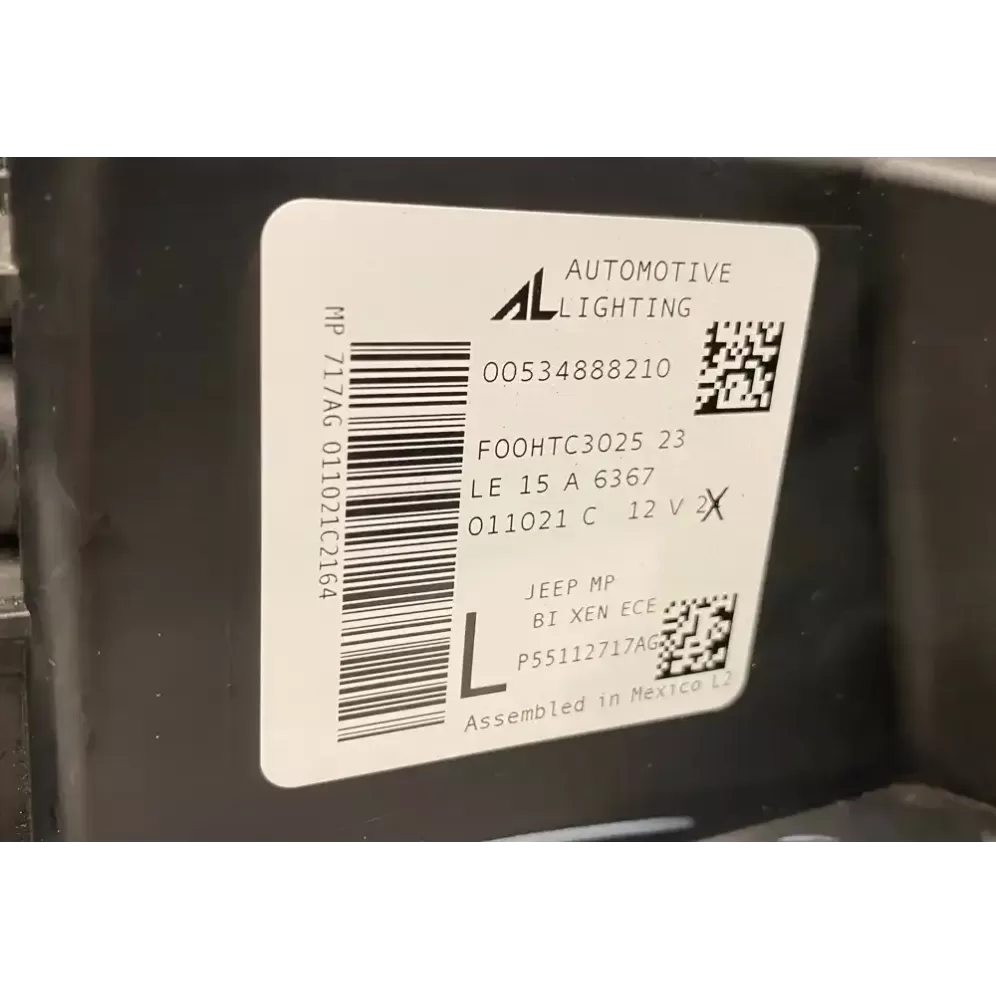 AUTOMOTIVE
LIGHTING
00534888210
F00HTC3025 23
LE 15 A 6367
011021 C 12 V 2X
JEEP MP
BI XEN ECE
L
P55112717AG
Assembled in Mexico L2
MP 717AG 011021C2164